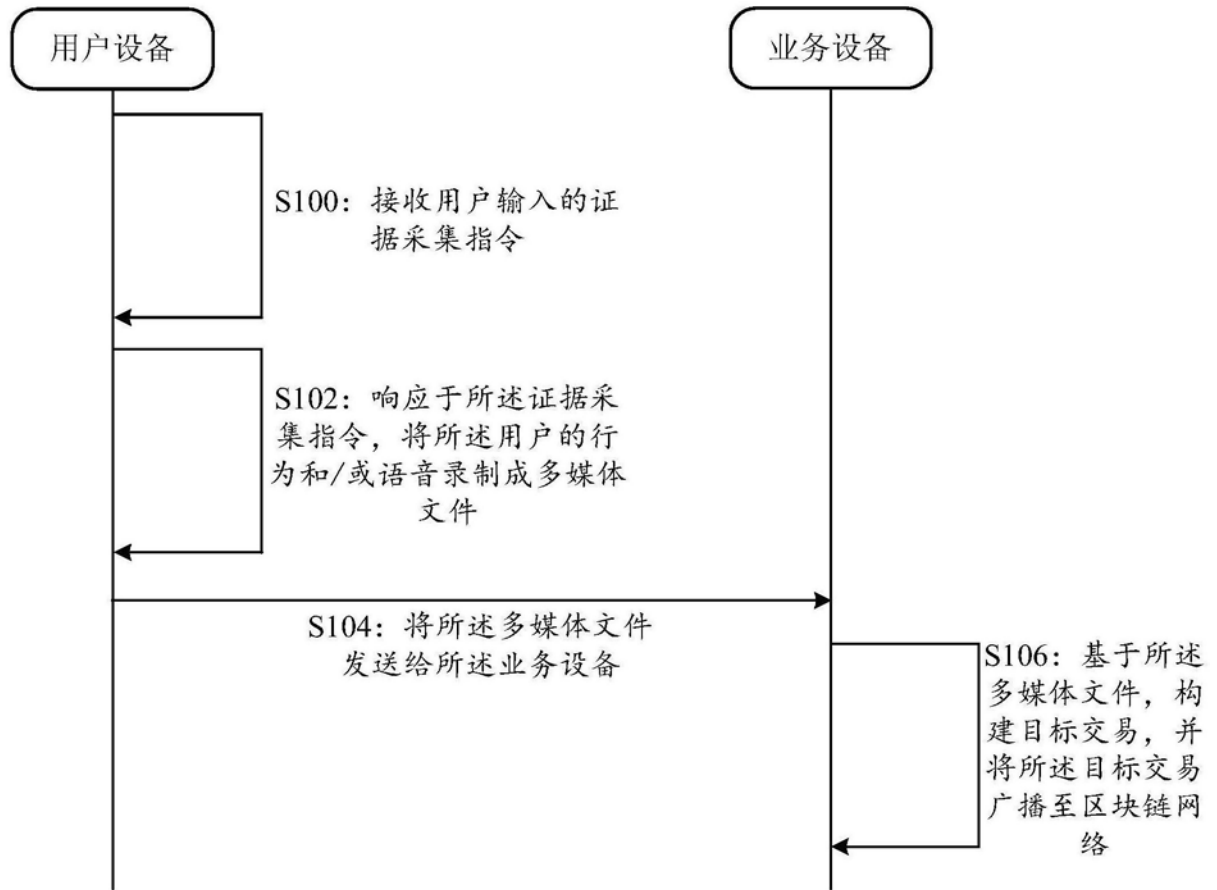 用户设备
业务设备
S100：接收用户输入的证
据采集指令
S102：响应于所述证据采
集指令，将所述用户的行
为和/或语音录制成多媒体
文件
S104：将所述多媒体文件
发送给所述业务设备
S106：基于所述
多媒体文件，构
建目标交易，并
将所述目标交易
广播至区块链网
络